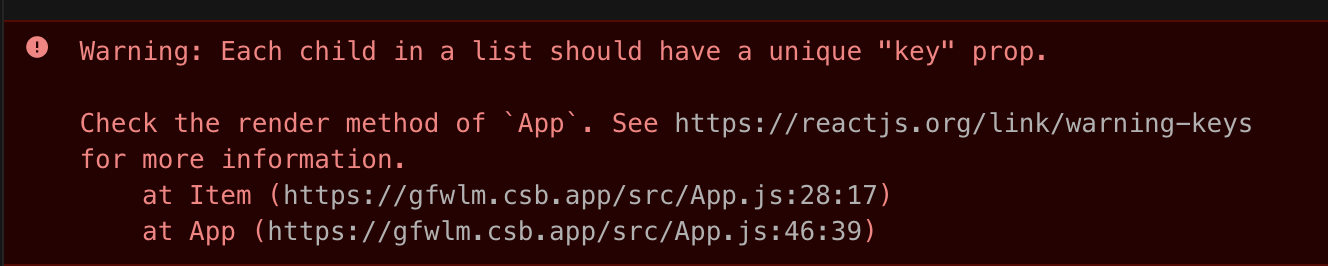 Warning: Each child in a list should have a unique "key" prop.
Check the render method of `App`. See https://reactjs.org/link/warning-keys
for more information.
at Item (https://gfwlm.csb.app/src/App.js:28:17)
at App (https://gfwlm.csb.app/src/App.js:46:39)